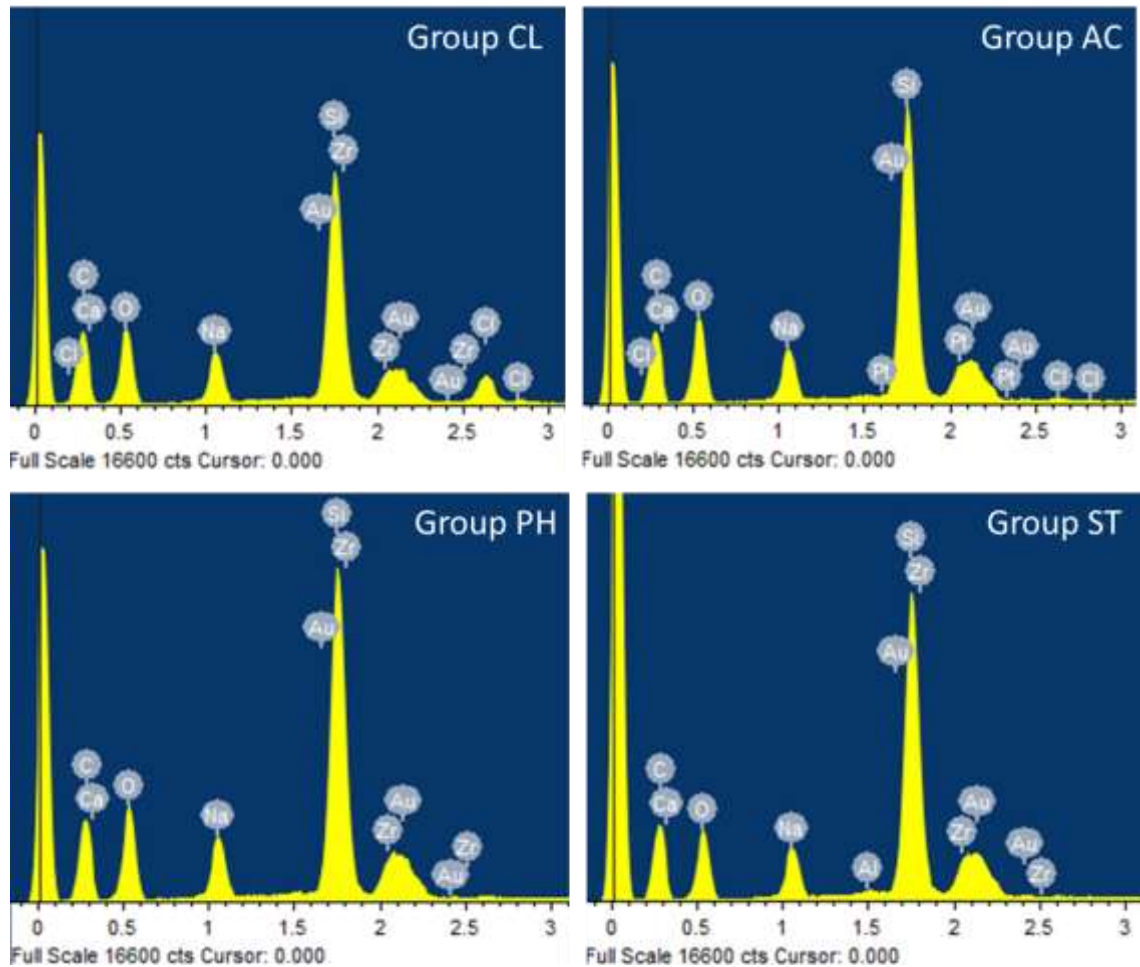 Group CL
Si
Zr
Au
C
Ca
O
Cl
Na
Au
Zr
Zr
Au
Cl
Cl
0 0.5 1 1.5 2 2.5 3
Full Scale 16600 cts Cursor: 0.000
Group AC
Si
Au
C
Ca
O
Cl
Na
Pt
Au
Pt
Au
Pt
Cl
Cl
0 0.5 1 1.5 2 2.5 3
Full Scale 16600 cts Cursor: 0.000
Group PH
Si
Zr
Au
C
Ca
O
Na
Au
Zr
Zr
Au
0 0.5 1 1.5 2 2.5 3
Full Scale 16600 cts Cursor: 0.000
Group ST
Si
Zr
Au
C
Ca
O
Na
Al
Au
Zr
Au
Zr
0 0.5 1 1.5 2 2.5 3
Full Scale 16600 cts Cursor: 0.000